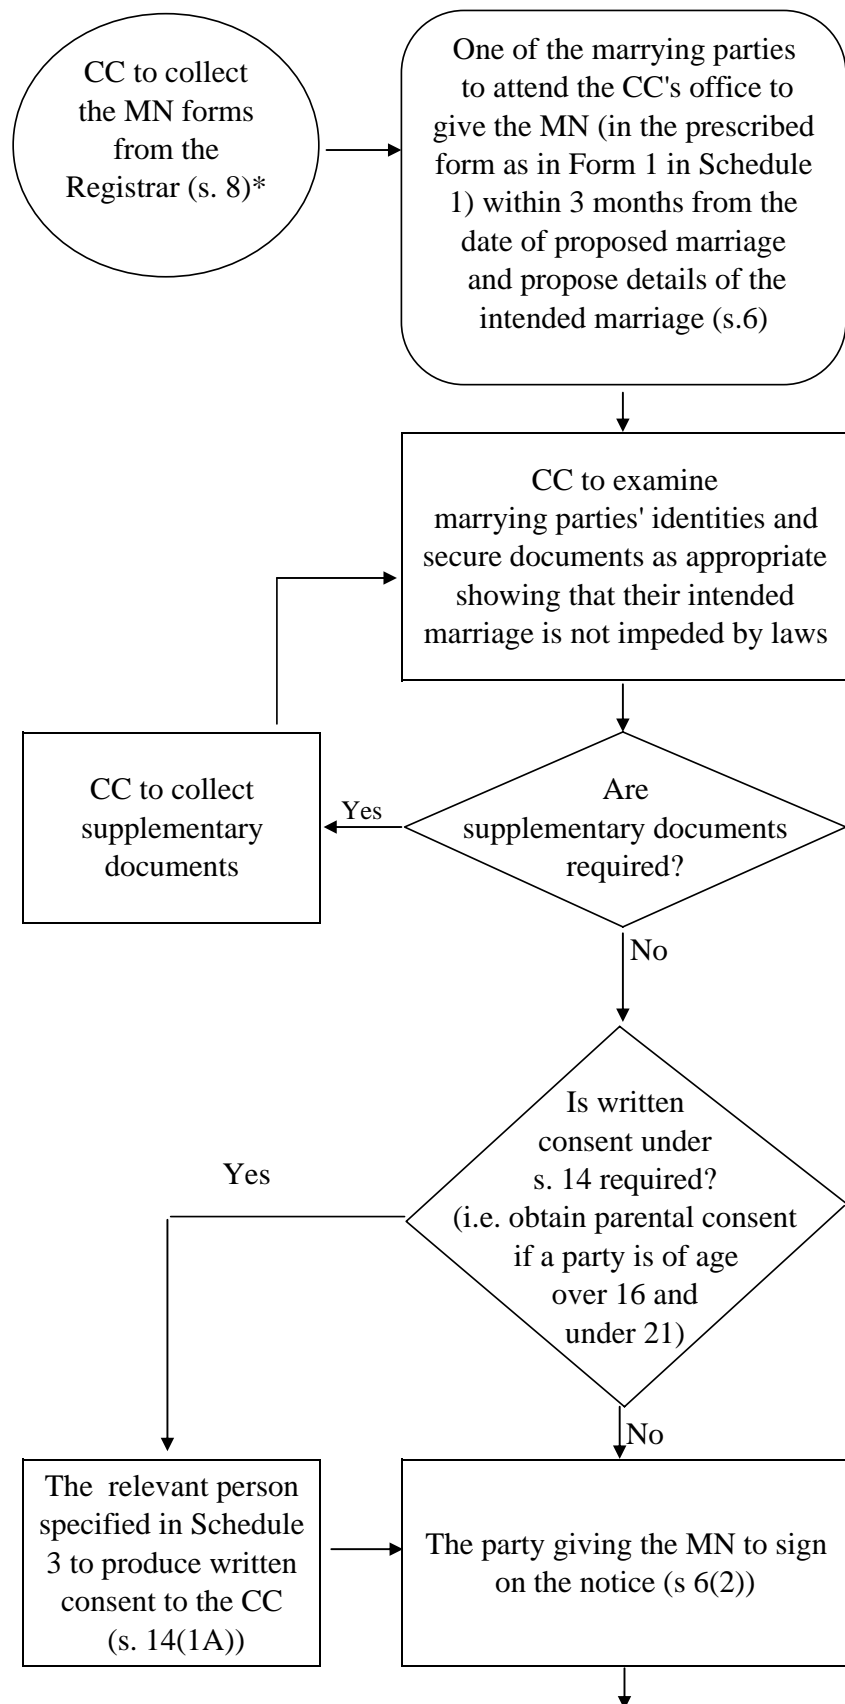 CC to collect
the MN forms
from the
Registrar (s. 8)*
One of the marrying parties
to attend the CC's office to
give the MN (in the prescribed
form as in Form 1 in Schedule
1) within 3 months from the
date of proposed marriage
and propose details of the
intended marriage (s.6)
CC to examine
marrying parties' identities and
secure documents as appropriate
showing that their intended
marriage is not impeded by laws
Are
supplementary documents
required?
Yes
CC to collect
supplementary
documents
No
Is written
consent under
s. 14 required?
(i.e. obtain parental consent
if a party is of age
over 16 and
under 21)
Yes
The relevant person
specified in Schedule
3 to produce written
consent to the CC
(s. 14(1A))
No
The party giving the MN to sign
on the notice (s 6(2))